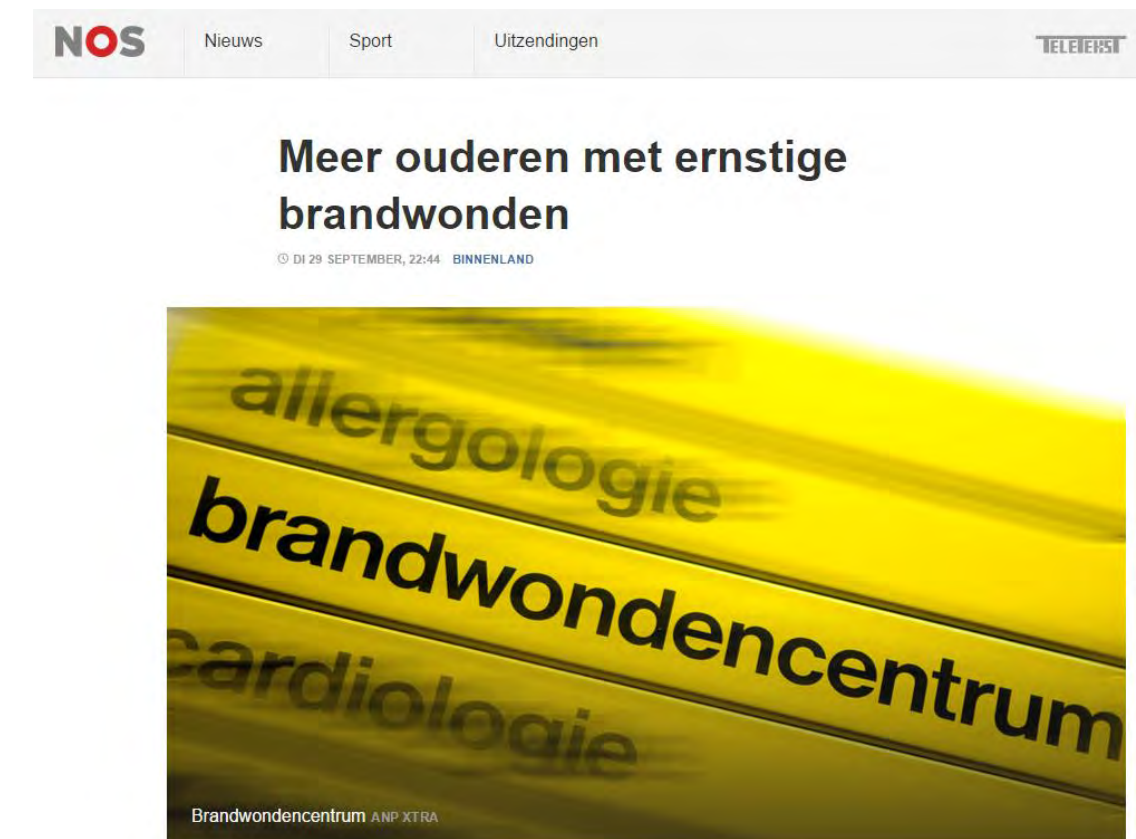 NOS Nieuws Sport Uitzendingen TELETEKST
Meer ouderen met ernstige
brandwonden
DI 29 SEPTEMBER, 22:44 BINNENLAND
allergologie
brandwondencentrum
cardiologie
Brandwondencentrum ANP XTRA